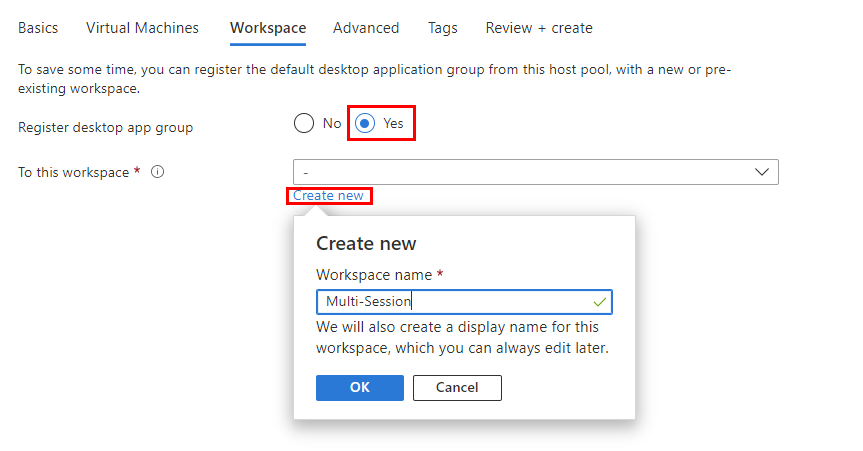 Basics Virtual Machines Workspace Advanced Tags Review + create
To save some time, you can register the default desktop application group from this host pool, with a new or pre-
existing workspace.
Register desktop app group No Yes
To this workspace * -
Create new
Create new
Workspace name *
Multi-Session
We will also create a display name for this
workspace, which you can always edit later.
OK Cancel